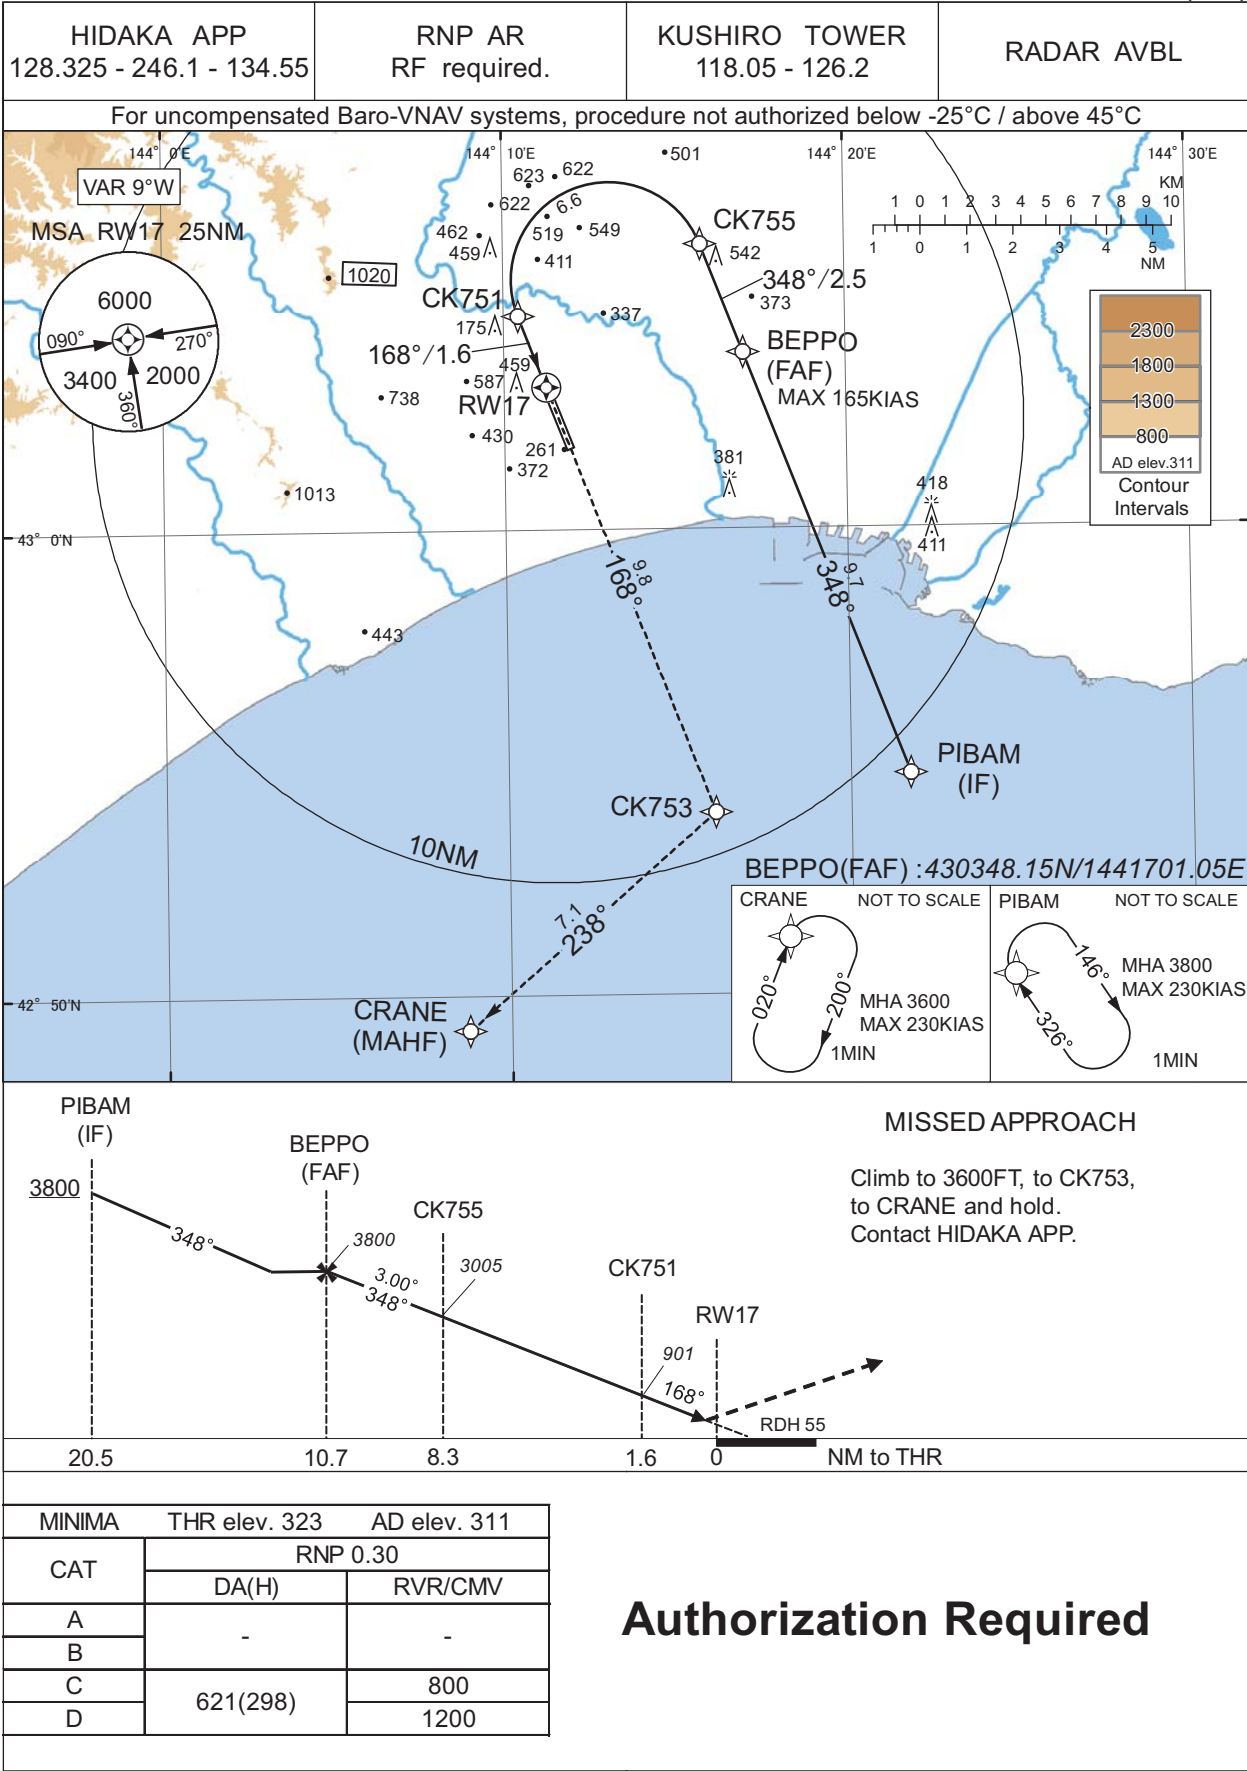 HIDAKA APP
128.325 - 246.1 - 134.55
RNP AR
RF required.
KUSHIRO TOWER
118.05 - 126.2
RADAR AVBL
For uncompensated Baro-VNAV systems, procedure not authorized below -25°C / above 45°C
144° 0'E
144° 10'E
144° 20'E
144° 30'E
VAR 9°W
MSA RW17 25NM
6000
090°
270°
3400
2000
360°
1020
501
623
622
622
6.6
462
519
549
459
411
CK755
542
348°/2.5
373
CK751
175
337
168°/1.6
459
BEPPO
(FAF)
MAX 165KIAS
587
RW17
738
430
261
372
381
1013
418
411
KM
1 0 1 2 3 4 5 6 7 8 9 10
1 0 1 2 3 4 5
NM
2300
1800
1300
800
AD elev.311
Contour
Intervals
43° 0'N
9.8
168°
9.7
348°
443
PIBAM
(IF)
CK753
10NM
7.1
238°
BEPPO(FAF) :430348.15N/1441701.05E
42° 50'N
CRANE
(MAHF)
CRANE
NOT TO SCALE
020°
200°
MHA 3600
MAX 230KIAS
1MIN
PIBAM
NOT TO SCALE
146°
326°
MHA 3800
MAX 230KIAS
1MIN
PIBAM
(IF)
BEPPO
(FAF)
CK755
CK751
RW17
3800
348°
3800
3.00°
348°
3005
901
168°
RDH 55
20.5
10.7
8.3
1.6
0
NM to THR
MISSED APPROACH
Climb to 3600FT, to CK753,
to CRANE and hold.
Contact HIDAKA APP.
MINIMA THR elev. 323 AD elev. 311
CAT
RNP 0.30
DA(H)
RVR/CMV
A
B
-
-
C
D
621(298)
800
1200
Authorization Required